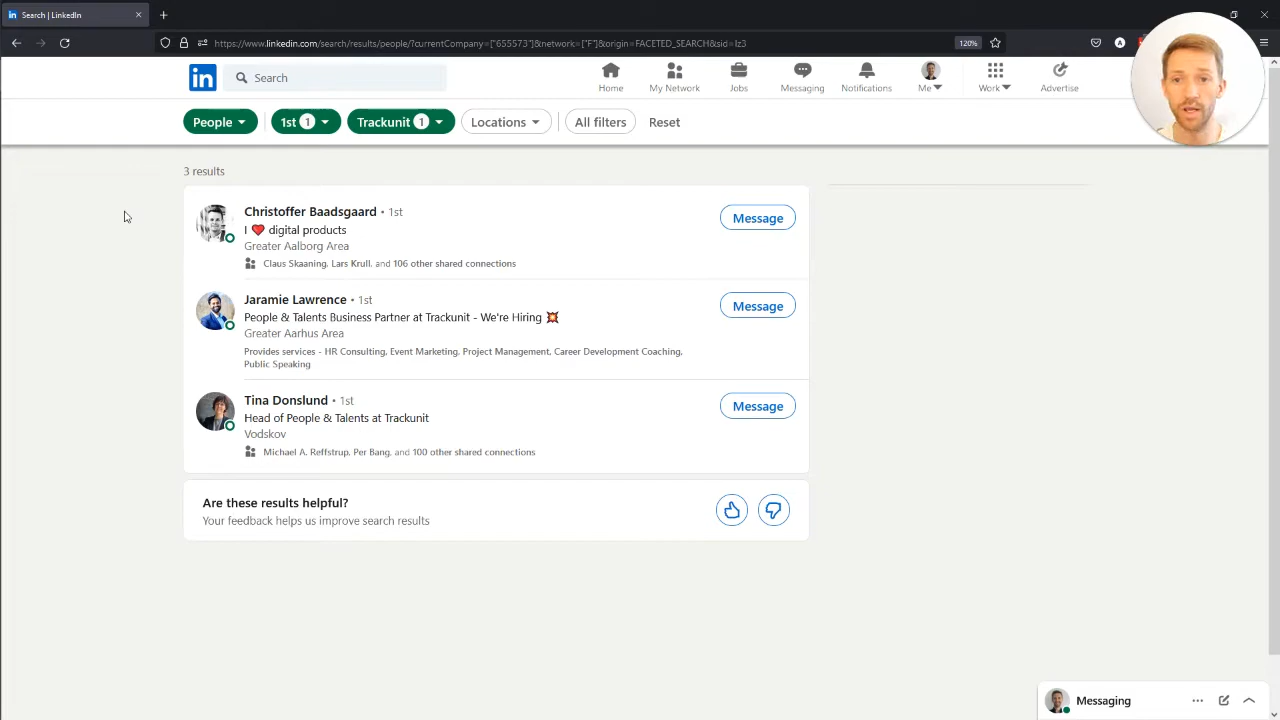 Search | LinkedIn
https://www.linkedin.com/search/results/people/?currentCompany=["655573"]&network=["F"]&origin=FACETED_SEARCH&sid=Iz3
120%
in
Search
Home
My Network
Jobs
Messaging
Notifications
Me
Work
Advertise
People
1st 1
Trackunit 1
Locations
All filters
Reset
3 results
Christoffer Baadsgaard • 1st
Message
I ❤️ digital products
Greater Aalborg Area
Claus Skaaning, Lars Krull, and 106 other shared connections
Jaramie Lawrence • 1st
Message
People & Talents Business Partner at Trackunit - We're Hiring 💥
Greater Aarhus Area
Provides services - HR Consulting, Event Marketing, Project Management, Career Development Coaching,
Public Speaking
Tina Donslund • 1st
Message
Head of People & Talents at Trackunit
Vodskov
Michael A. Reffstrup, Per Bang, and 100 other shared connections
Are these results helpful?
Your feedback helps us improve search results
Messaging